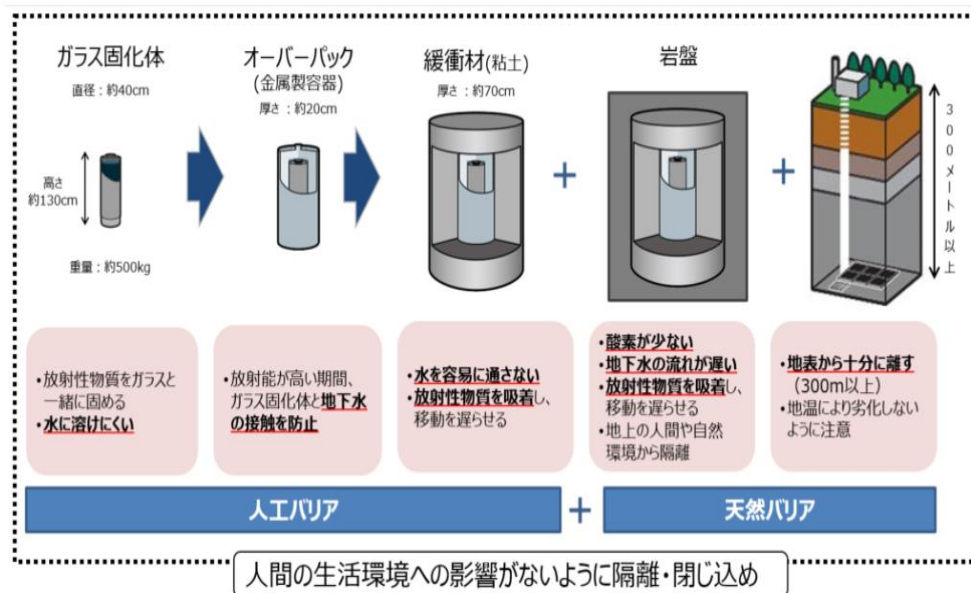 ガラス固化体
直径：約40cm
高さ
約130cm
重量：約500kg
オーバーパック
(金属製容器)
厚さ：約20cm
緩衝材(粘土)
厚さ：約70cm
+
岩盤
+
300メートル以上
•放射性物質をガラスと
一緒に固める
•水に溶けにくい
•放射能が高い期間、
ガラス固化体と地下水
の接触を防止
•水を容易に通さない
•放射性物質を吸着し、
移動を遅らせる
•酸素が少ない
•地下水の流れが遅い
•放射性物質を吸着し、
移動を遅らせる
•地上の人間や自然
環境から隔離
•地表から十分に離す
（300m以上）
•地温により劣化しない
ように注意
人工バリア
+
天然バリア
人間の生活環境への影響がないように隔離・閉じ込め